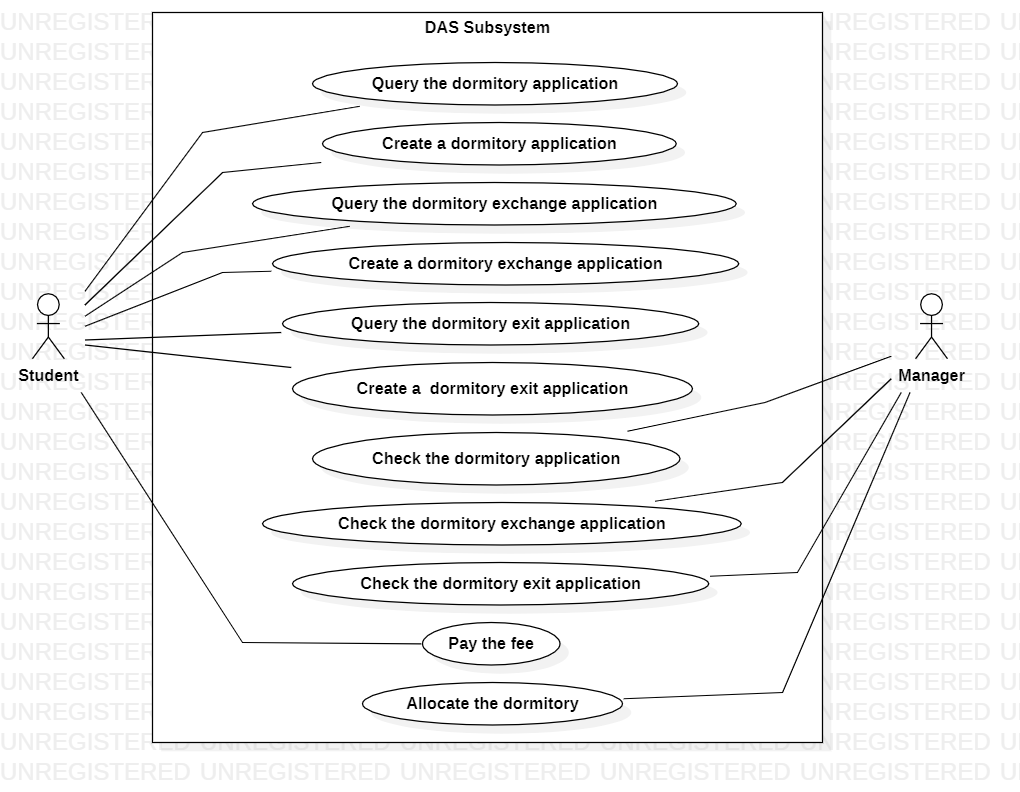 DAS Subsystem
Query the dormitory application
Create a dormitory application
Query the dormitory exchange application
Create a dormitory exchange application
Query the dormitory exit application
Create a  dormitory exit application
Student
Manager
Check the dormitory application
Check the dormitory exchange application
Check the dormitory exit application
Pay the fee
Allocate the dormitory
UNREGISTERED UNREGISTERED UNREGISTERED UNREGISTERED UNREGISTERED